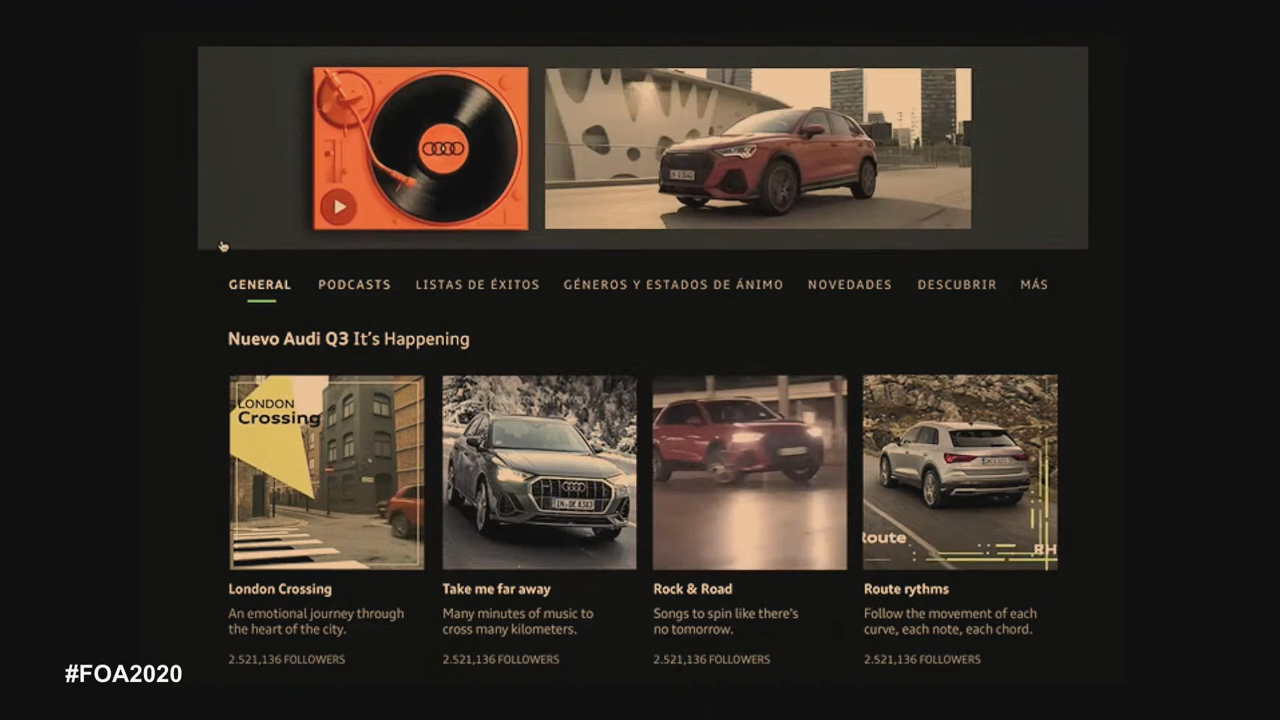 GENERAL PODCASTS LISTAS DE ÉXITOS GÉNEROS Y ESTADOS DE ÁNIMO NOVEDADES DESCUBRIR MÁS
Nuevo Audi Q3 It's Happening
LONDON
Crossing
Route
RH
London Crossing
An emotional journey through
the heart of the city.
2.521,136 FOLLOWERS
Take me far away
Many minutes of music to
cross many kilometers.
2.521,136 FOLLOWERS
Rock & Road
Songs to spin like there's
no tomorrow.
2.521,136 FOLLOWERS
Route rythms
Follow the movement of each
curve, each note, each chord.
2.521,136 FOLLOWERS
#FOA2020